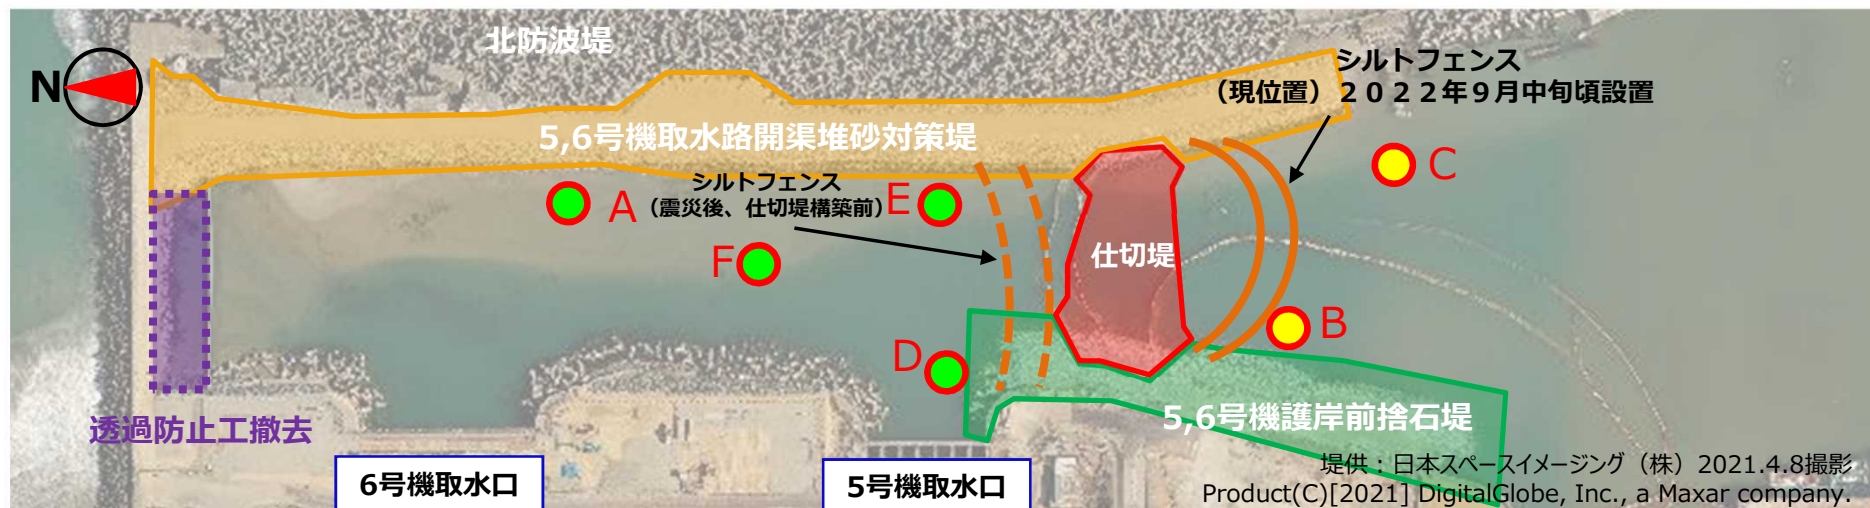 北防波堤
シルトフェンス
（現位置）２０２２年９月中旬頃設置
N
5,6号機取水路開渠堆砂対策堤
C
シルトフェンス
（震災後、仕切堤構築前）
A
E
F
仕切堤
B
D
透過防止工撤去
5,6号機護岸前捨石堤
6号機取水口
5号機取水口
提供：日本スペースイメージング（株）2021.4.8撮影
Product(C)[2021] DigitalGlobe, Inc., a Maxar company.